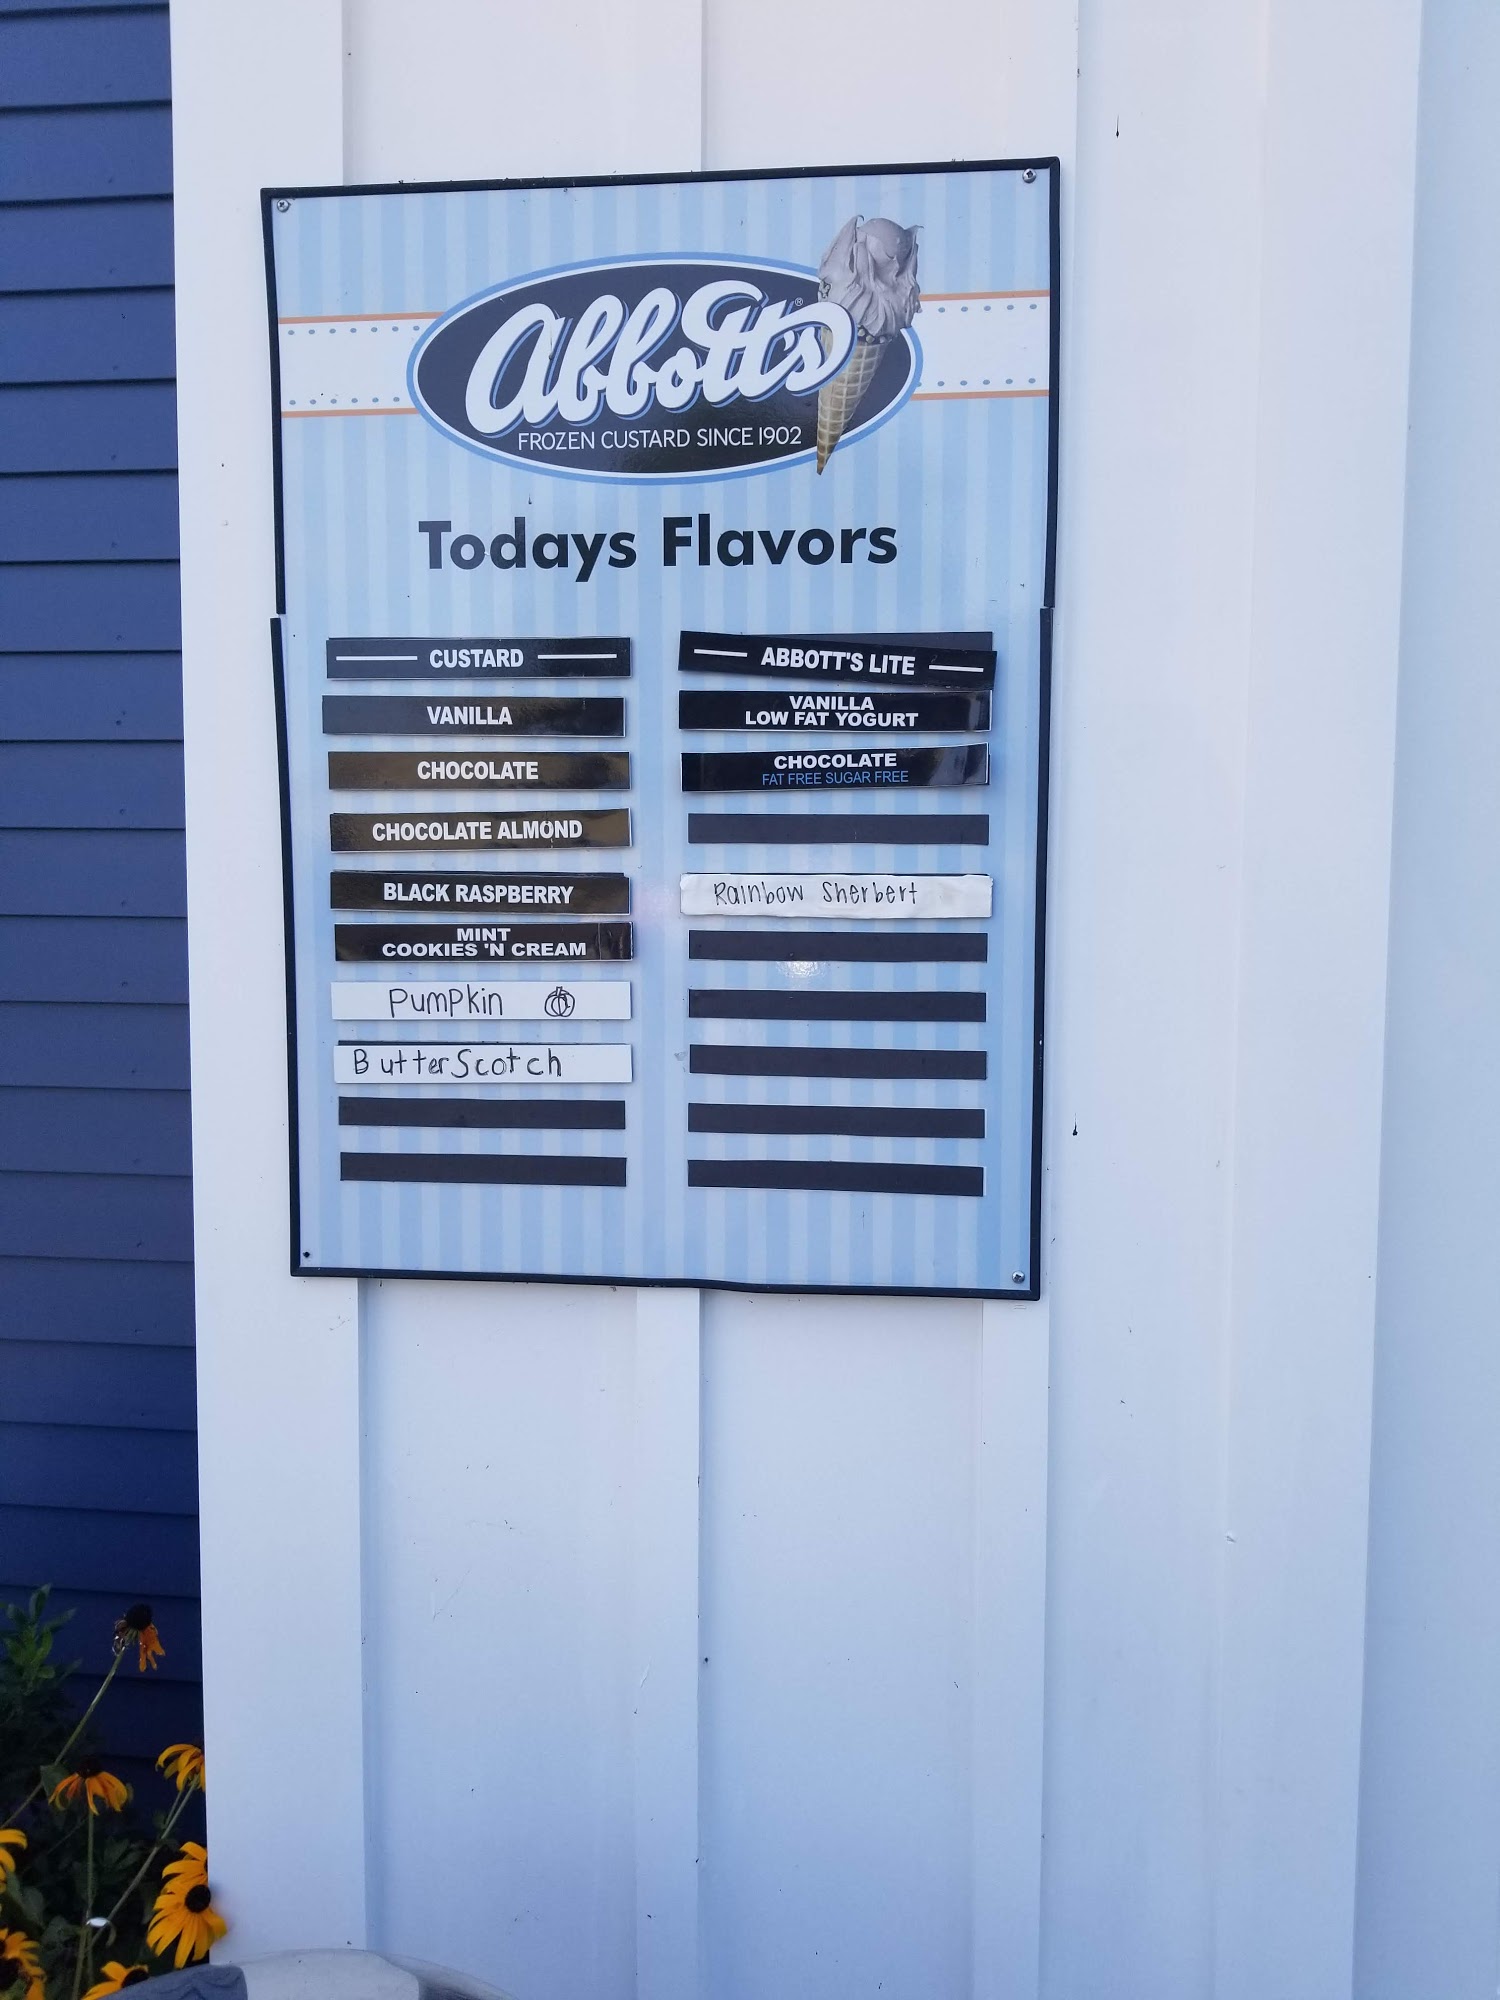 Abbott's®
FROZEN CUSTARD SINCE 1902
Todays Flavors
CUSTARD
VANILLA
CHOCOLATE
CHOCOLATE ALMOND
BLACK RASPBERRY
MINT
COOKIES 'N CREAM
Pumpkin
ButterScotch
ABBOTT'S LITE
VANILLA
LOW FAT YOGURT
CHOCOLATE
FAT FREE SUGAR FREE
Rainbow Sherbert